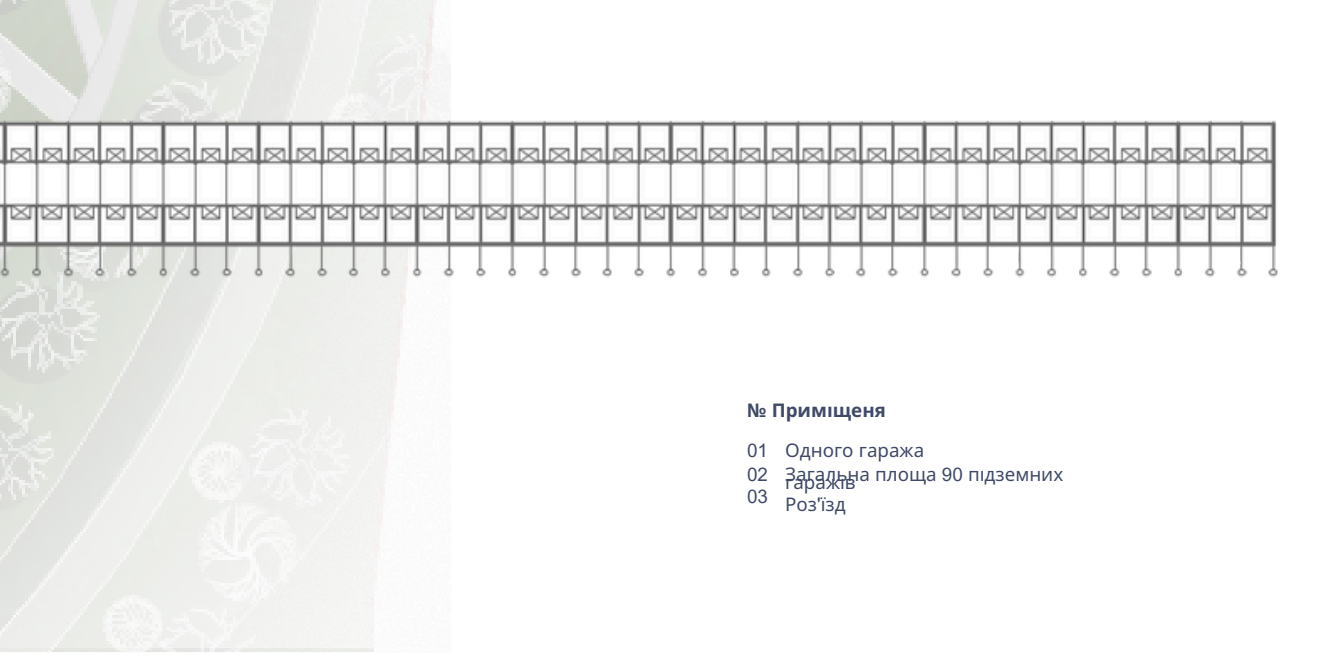 № Приміщеня
01 Одного гаража
02 Загальна площа 90 підземних
гаражів
03 Роз'їзд